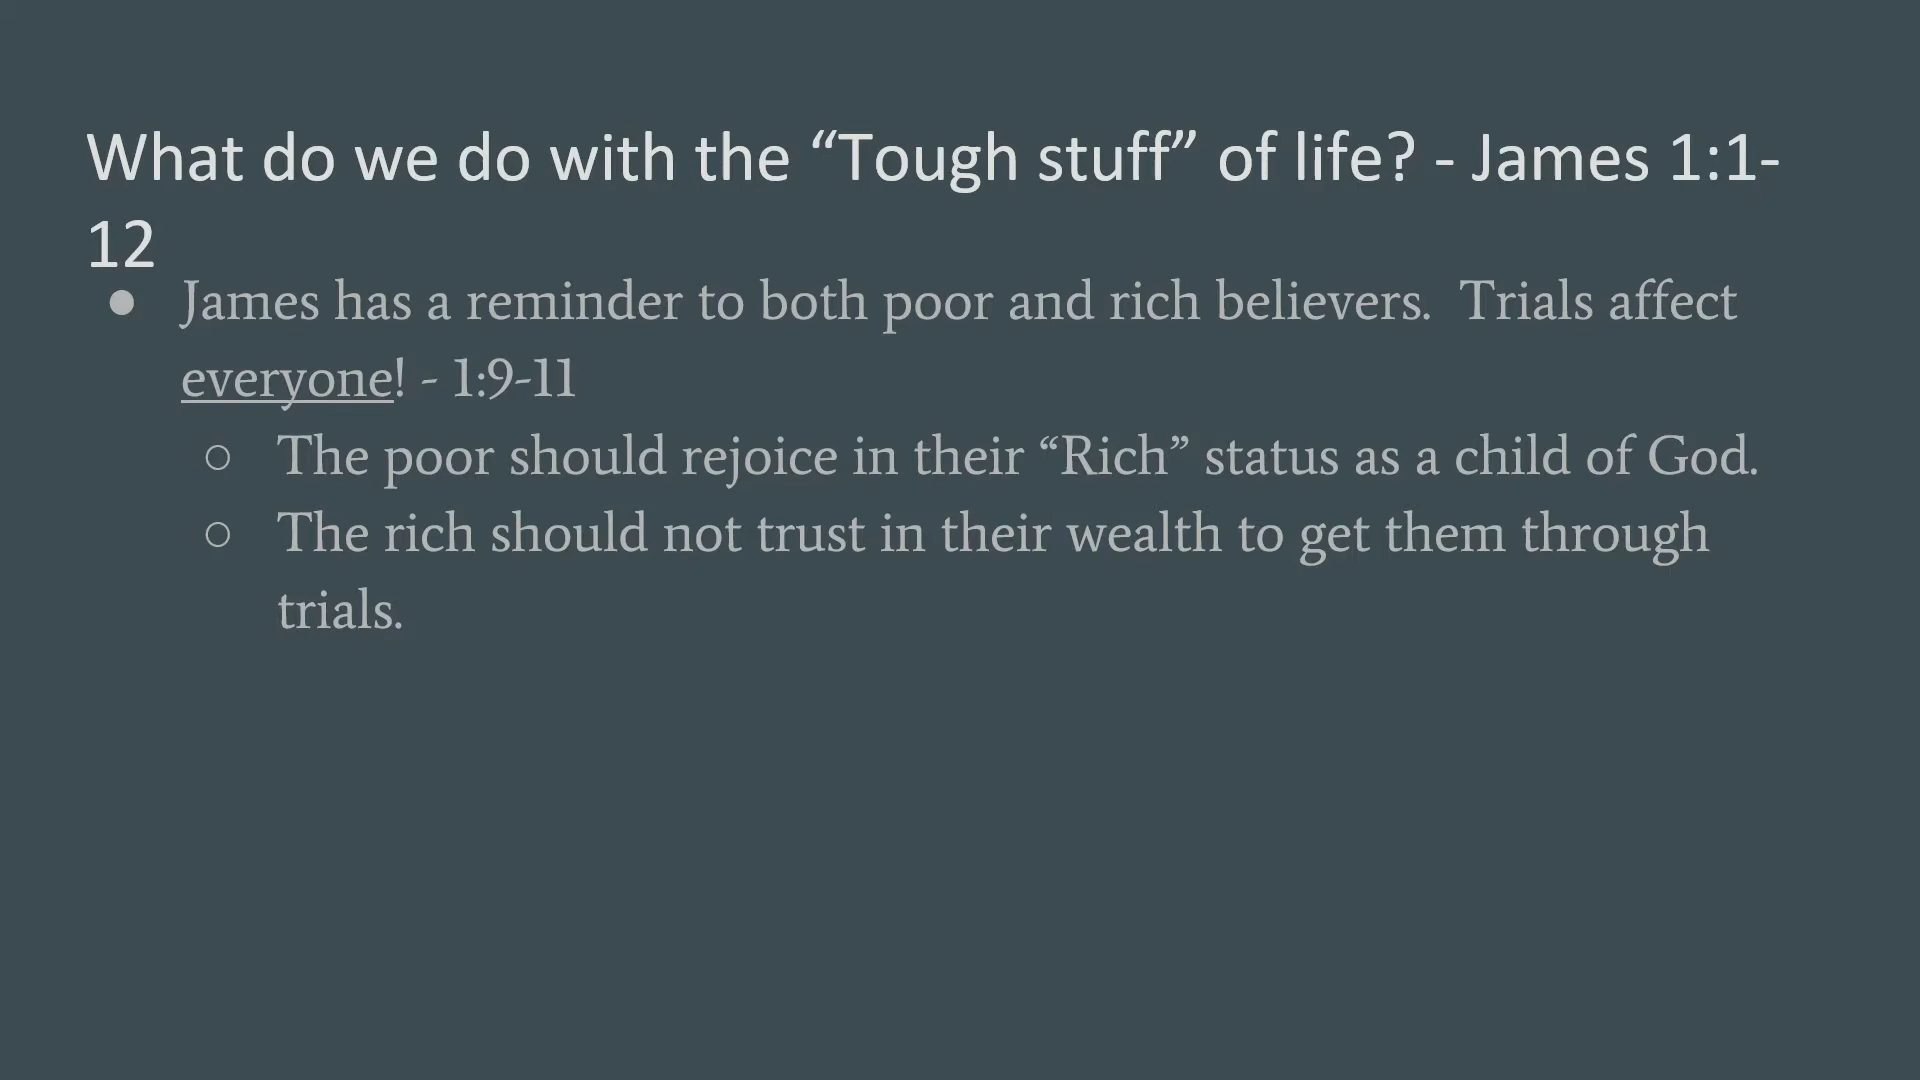 What do we do with the “Tough stuff” of life? - James 1:1-
12
● James has a reminder to both poor and rich believers.  Trials affect
everyone! - 1:9-11
○ The poor should rejoice in their “Rich” status as a child of God.
○ The rich should not trust in their wealth to get them through
trials.